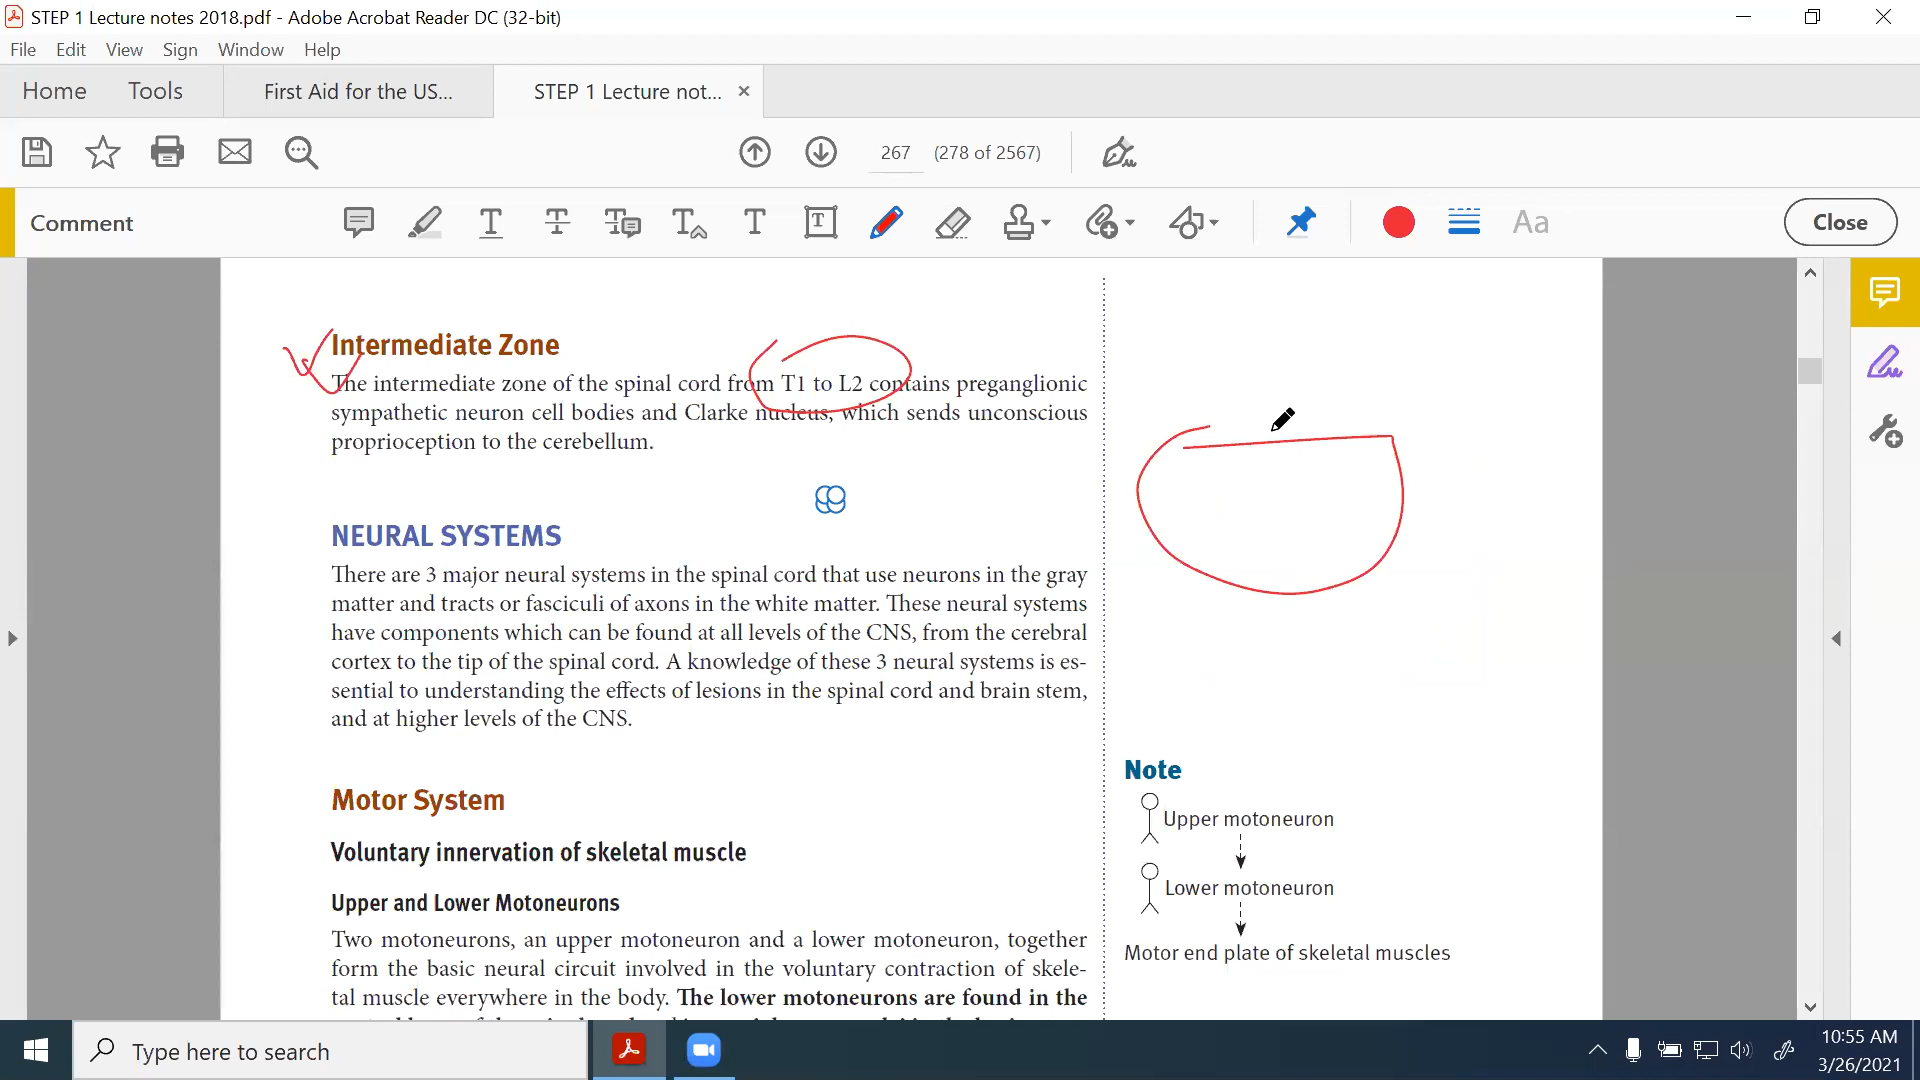 STEP 1 Lecture notes 2018.pdf - Adobe Acrobat Reader DC (32-bit)
File Edit View Sign Window Help
Home Tools First Aid for the US... STEP 1 Lecture not... ×
267 (278 of 2567)
Comment Aa Close
Intermediate Zone
The intermediate zone of the spinal cord from T1 to L2 contains preganglionic
sympathetic neuron cell bodies and Clarke nucleus, which sends unconscious
proprioception to the cerebellum.
NEURAL SYSTEMS
There are 3 major neural systems in the spinal cord that use neurons in the gray
matter and tracts or fasciculi of axons in the white matter. These neural systems
have components which can be found at all levels of the CNS, from the cerebral
cortex to the tip of the spinal cord. A knowledge of these 3 neural systems is es-
sential to understanding the effects of lesions in the spinal cord and brain stem,
and at higher levels of the CNS.
Motor System
Voluntary innervation of skeletal muscle
Upper and Lower Motoneurons
Two motoneurons, an upper motoneuron and a lower motoneuron, together
form the basic neural circuit involved in the voluntary contraction of skele-
tal muscle everywhere in the body. The lower motoneurons are found in the
Note
Upper motoneuron
Lower motoneuron
Motor end plate of skeletal muscles
Type here to search
10:55 AM
3/26/2021